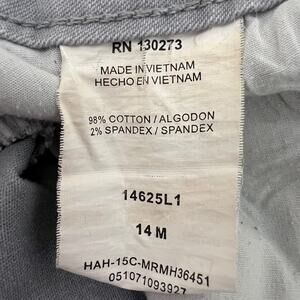 RN 130273
MADE IN VIETNAM
HECHO EN VIETNAM
98% COTTON / ALGODON
2% SPANDEX / SPANDEX
14625L1
14 M
HAH-15C-MRMH36451
051071093927